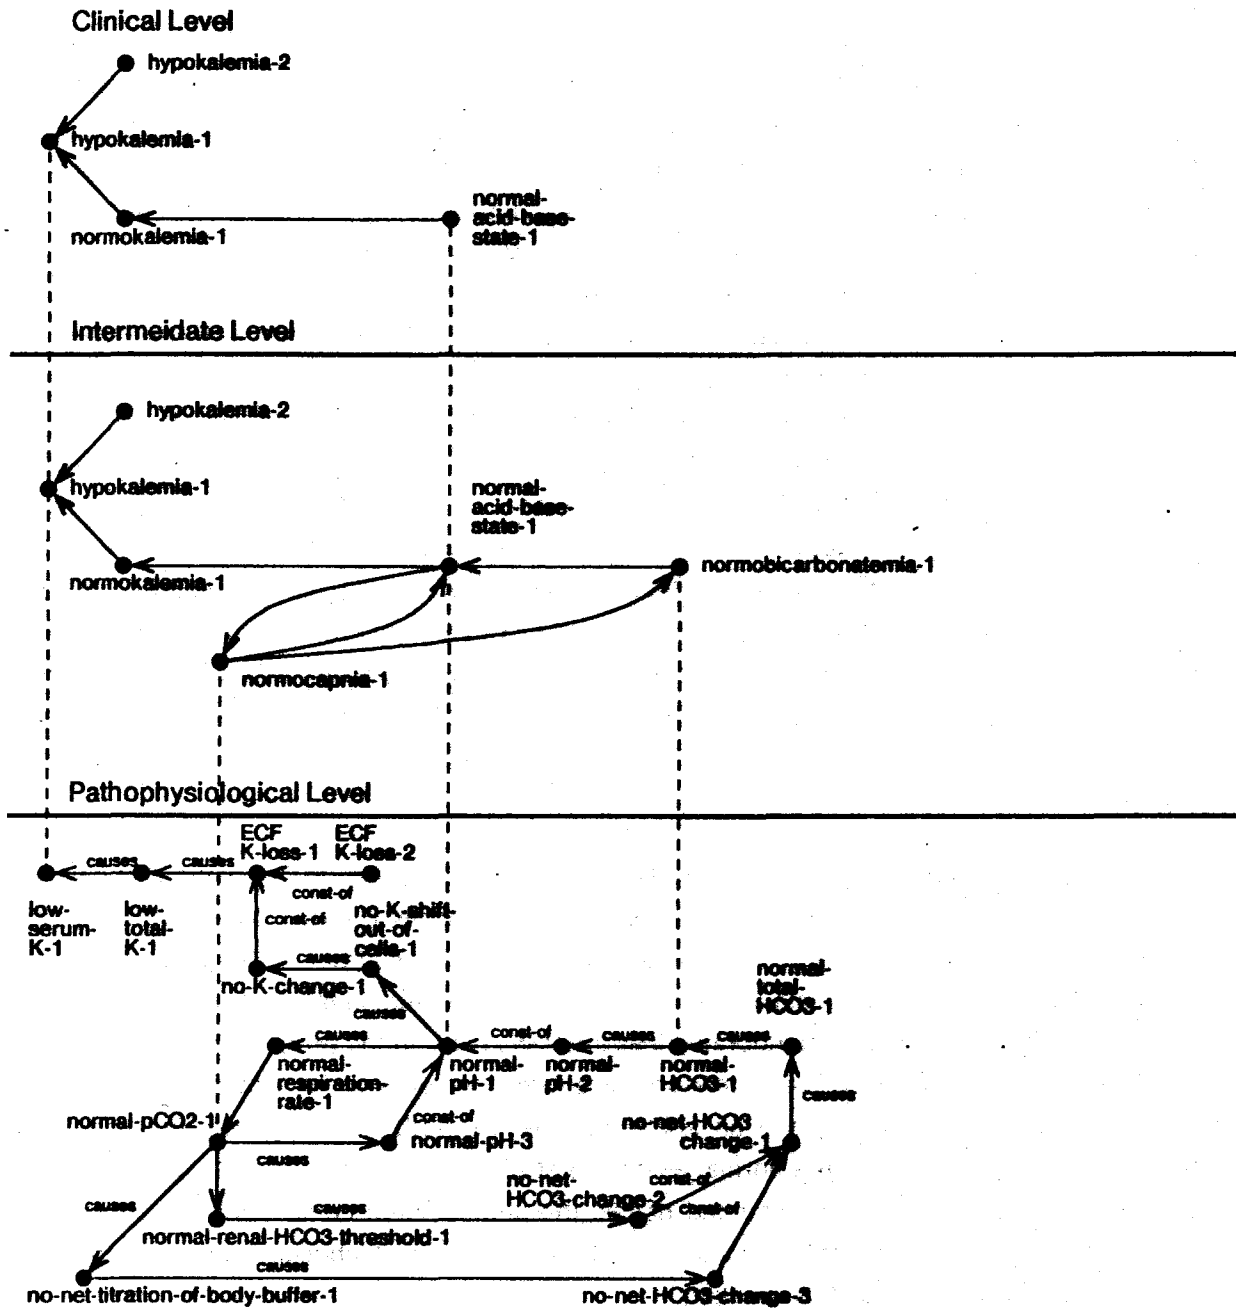 Clinical Level
hypokalemia-2
hypokalemia-1
normal-
acid-base-
state-1
normokalemia-1
Intermeidate Level
hypokalemia-2
hypokalemia-1
normal-
acid-base-
state-1
normobicarbonatemia-1
normokalemia-1
normocapnia-1
Pathophysiological Level
ECF
K-loss-1
ECF
K-loss-2
causes
causes
const-of
low-
serum-
K-1
low-
total-
K-1
const-of
no-K-shift-
out-of-
cells-1
causes
no-K-change-1
normal-
total-
HCO3-1
causes
causes
const-of
causes
causes
normal-
respiration-
rate-1
normal-
pH-1
normal-
pH-2
normal-
HCO3-1
causes
normal-pCO2-1
const-of
normal-pH-3
no-net-HCO3
change-1
causes
no-net-
HCO3-change-2
const-of
causes
causes
const-of
normal-renal-HCO3-threshold-1
causes
no-net-titration-of-body-buffer-1
no-net-HCO3-change-3